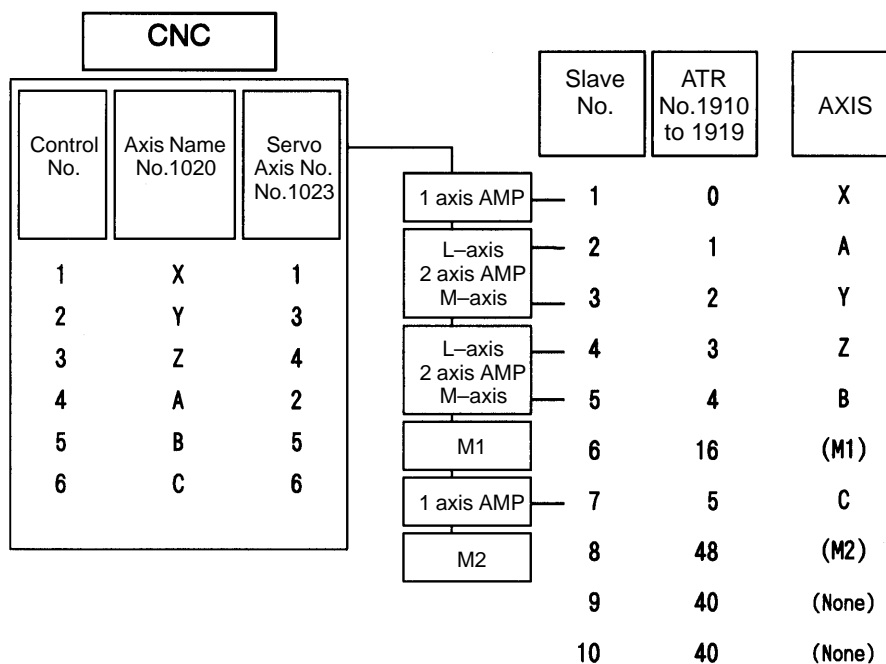 CNC
Control No.
Axis Name No.1020
Servo Axis No. No.1023
1 X 1
2 Y 3
3 Z 4
4 A 2
5 B 5
6 C 6
1 axis AMP
L–axis
2 axis AMP
M–axis
L–axis
2 axis AMP
M–axis
M1
1 axis AMP
M2
Slave No.
ATR No.1910 to 1919
AXIS
1 0 X
2 1 A
3 2 Y
4 3 Z
5 4 B
6 16 (M1)
7 5 C
8 48 (M2)
9 40 (None)
10 40 (None)